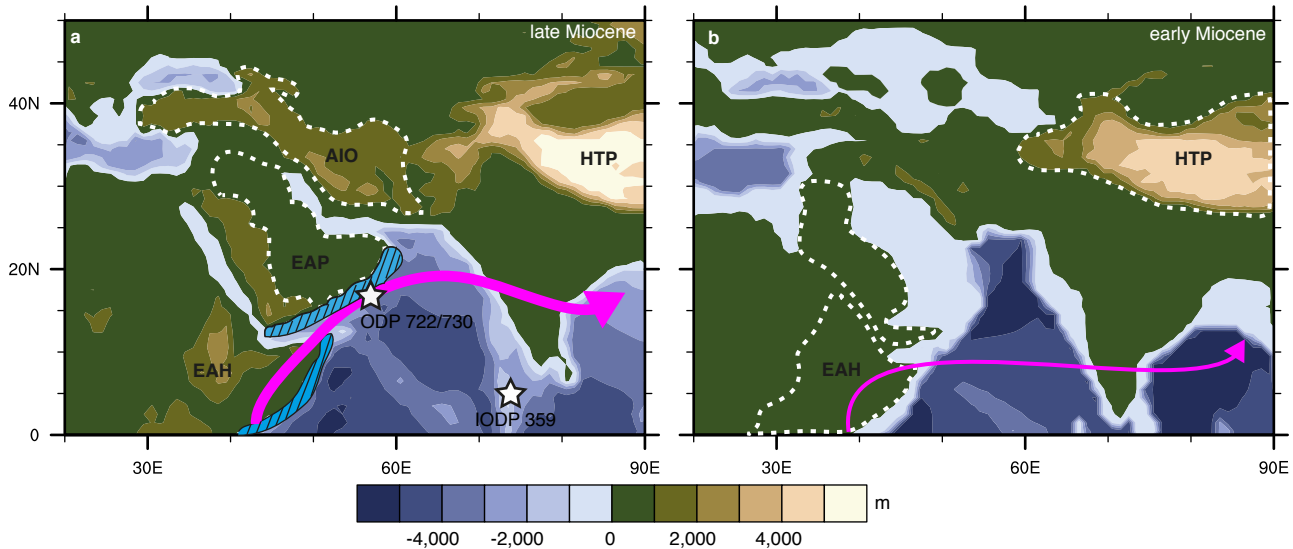 a
late Miocene
b
early Miocene
40N
20N
0
AIO
HTP
EAP
EAH
ODP 722/730
IODP 359
HTP
EAH
30E
60E
90E
30E
60E
90E
-4,000
-2,000
0
2,000
4,000
m